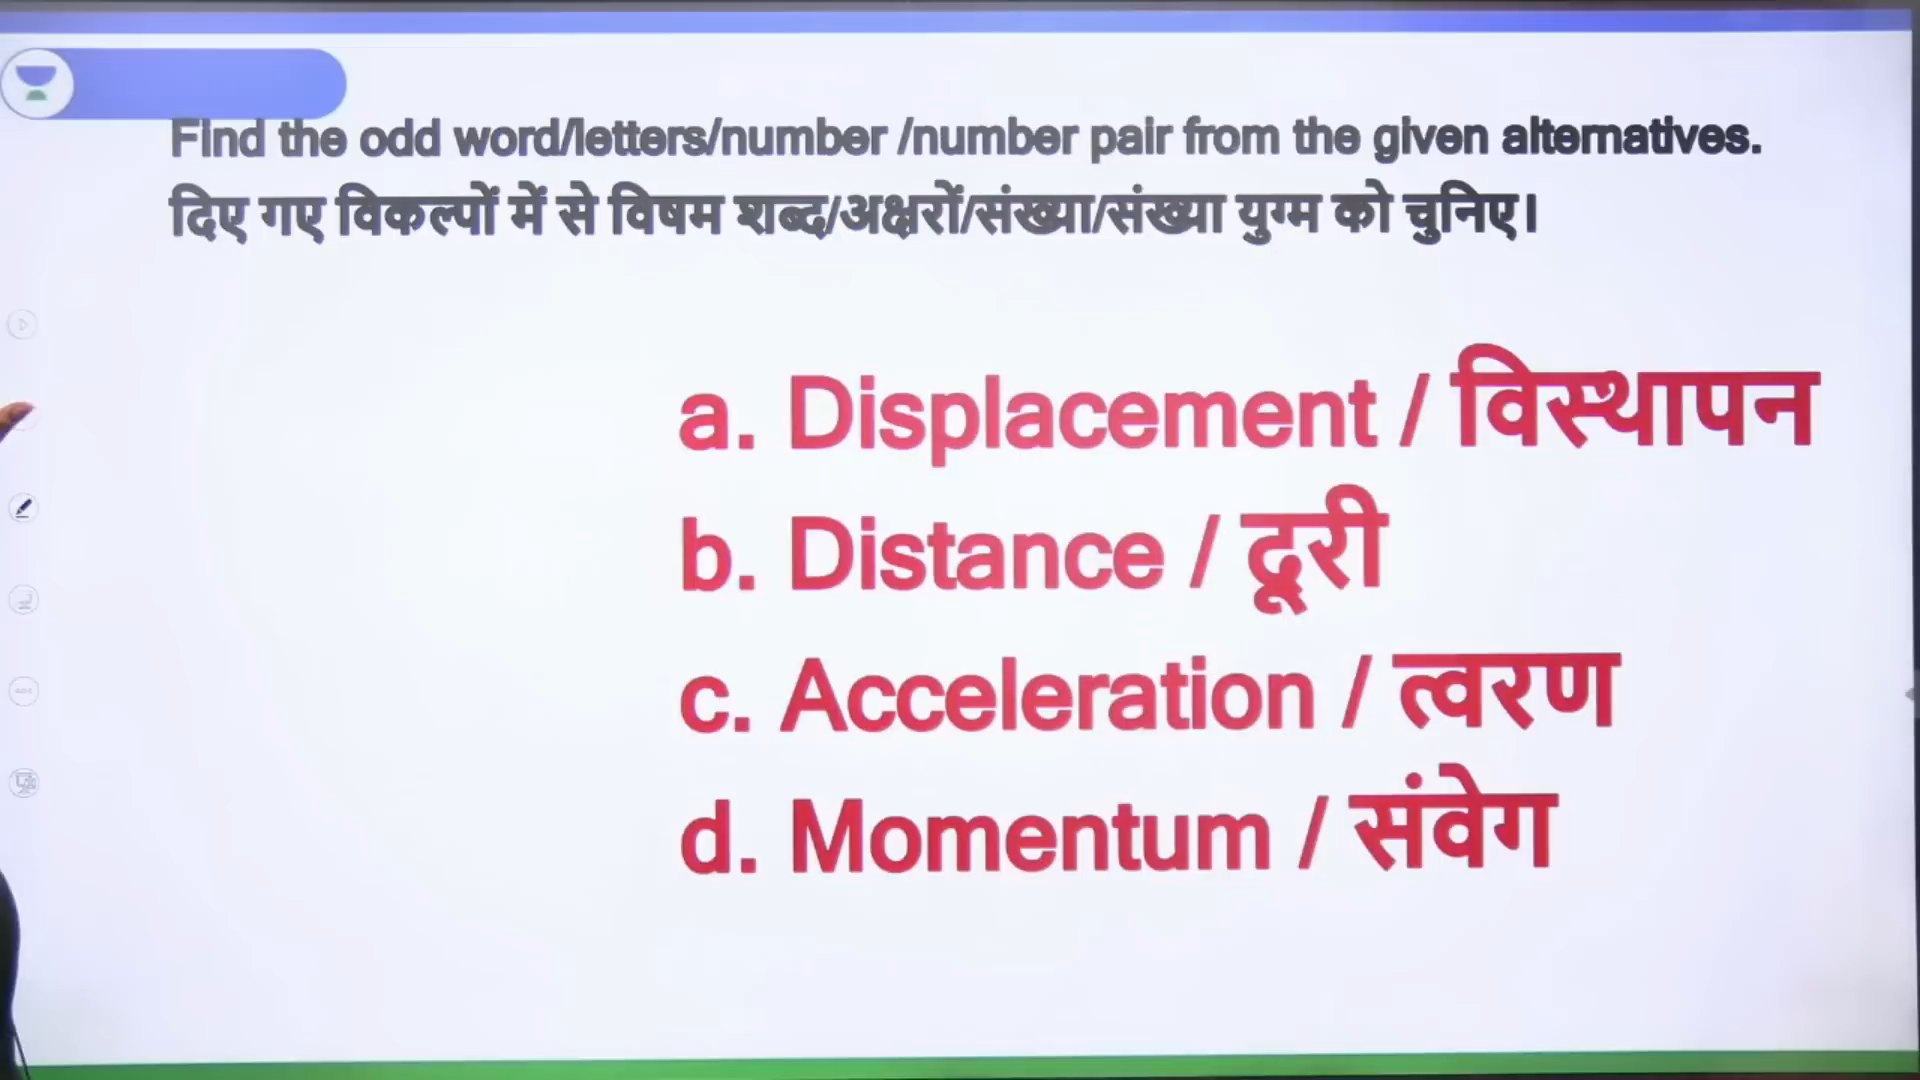 Find the odd word/letters/number /number pair from the given alternatives.
दिए गए विकल्पों में से विषम शब्द/अक्षरों/संख्या/संख्या युग्म को चुनिए।
a. Displacement / विस्थापन
b. Distance / दूरी
c. Acceleration / त्वरण
d. Momentum / संवेग